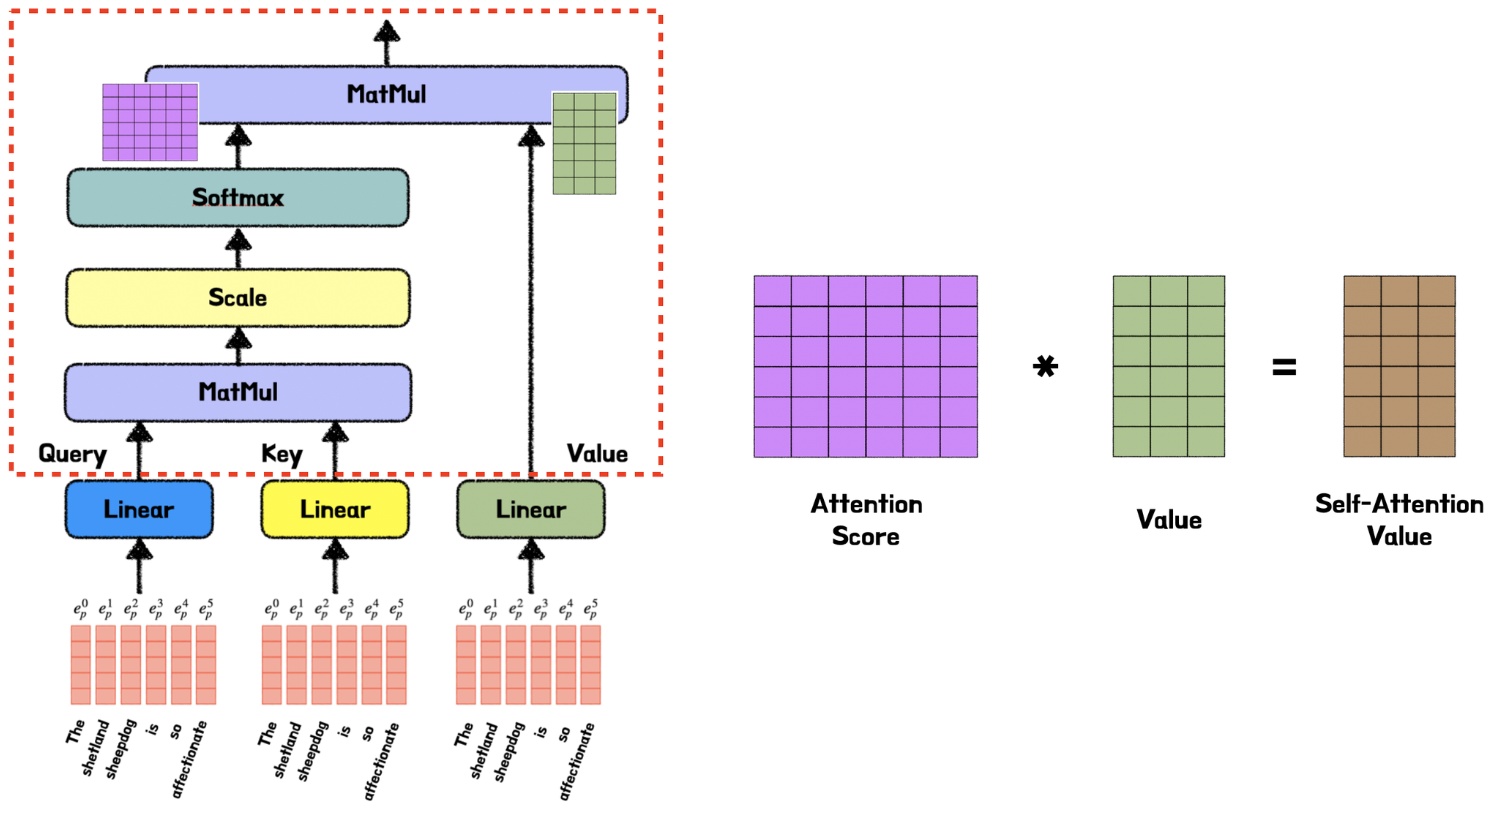 MatMul
Softmax
Scale
MatMul
Query Key Value
Linear Linear Linear
e_p^0 e_p^1 e_p^2 e_p^3 e_p^4 e_p^5 e_p^0 e_p^1 e_p^2 e_p^3 e_p^4 e_p^5 e_p^0 e_p^1 e_p^2 e_p^3 e_p^4 e_p^5
The shetland sheepdog is so affectionate The shetland sheepdog is so affectionate The shetland sheepdog is so affectionate
* =
Attention
Score
Value
Self-Attention
Value